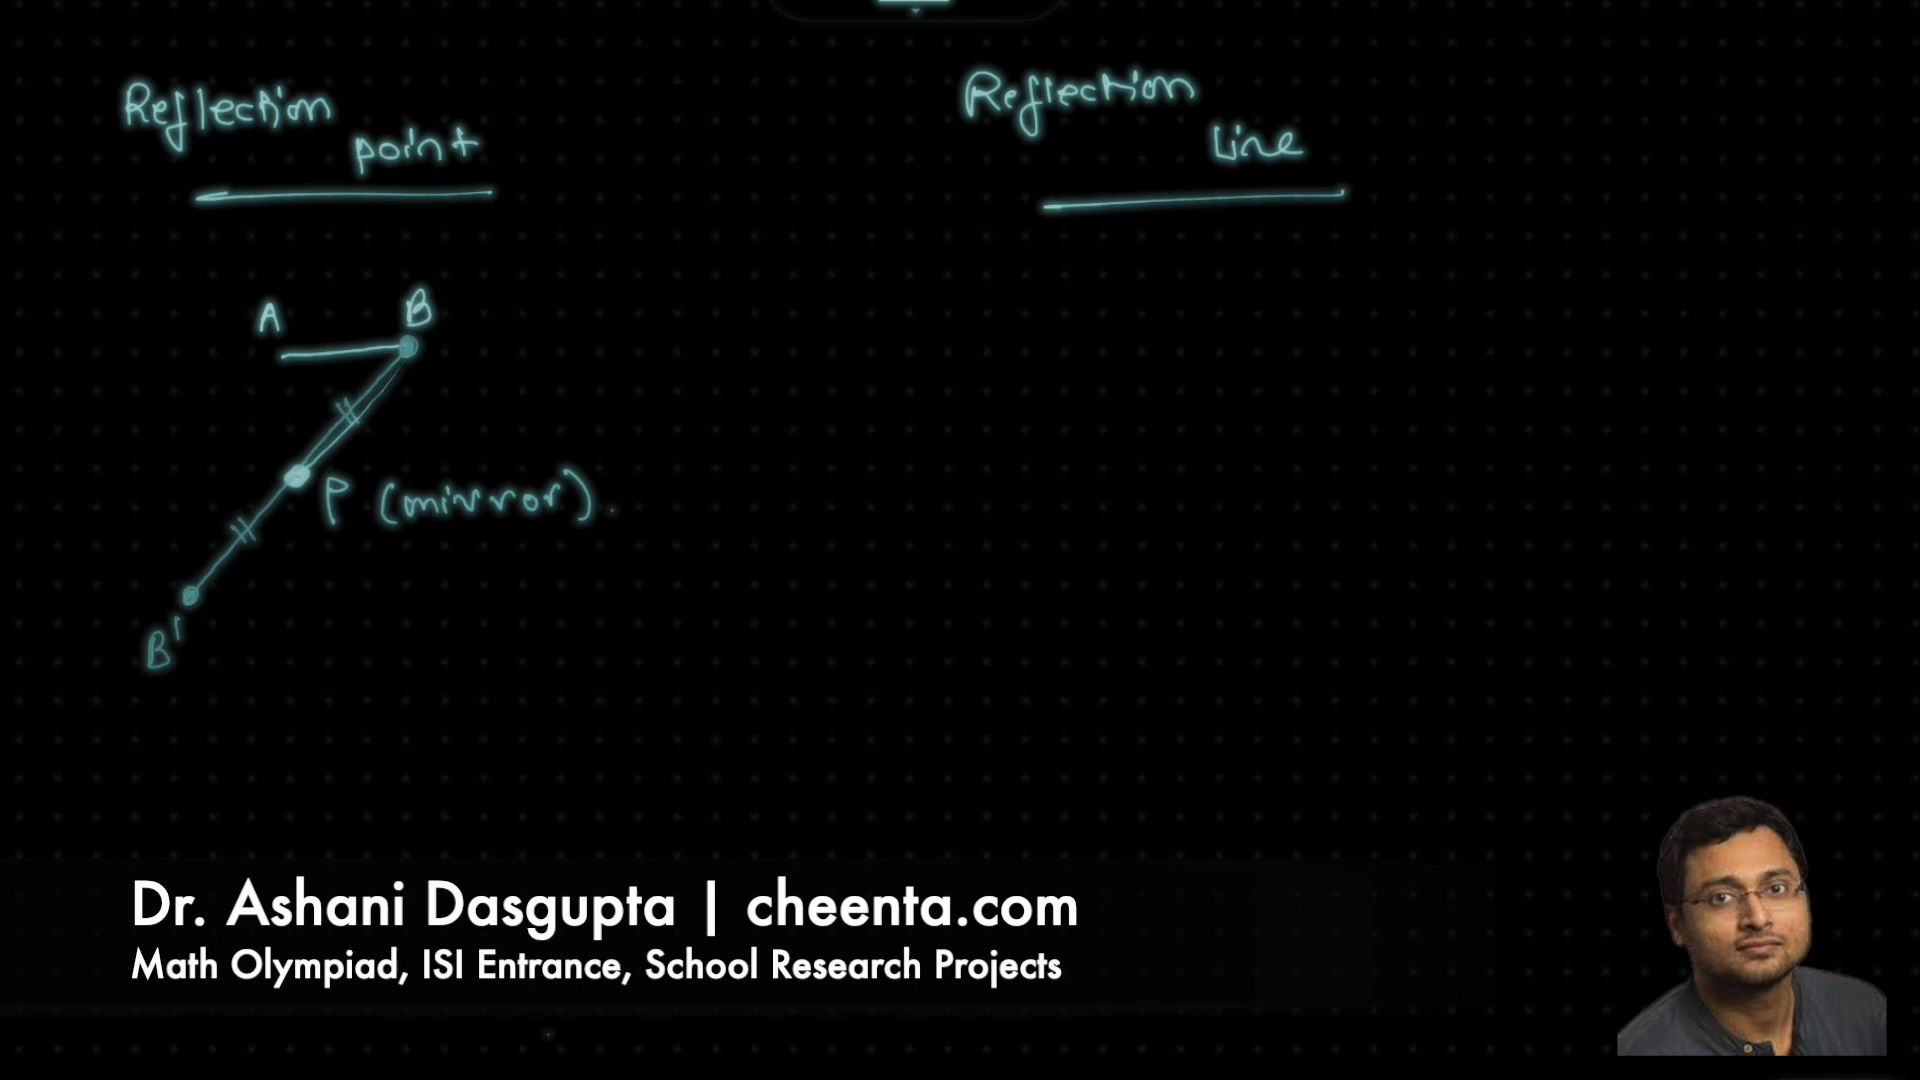 Reflection
point
Reflection
Line
A
B
P (mirror).
B'
Dr. Ashani Dasgupta | cheenta.com
Math Olympiad, ISI Entrance, School Research Projects